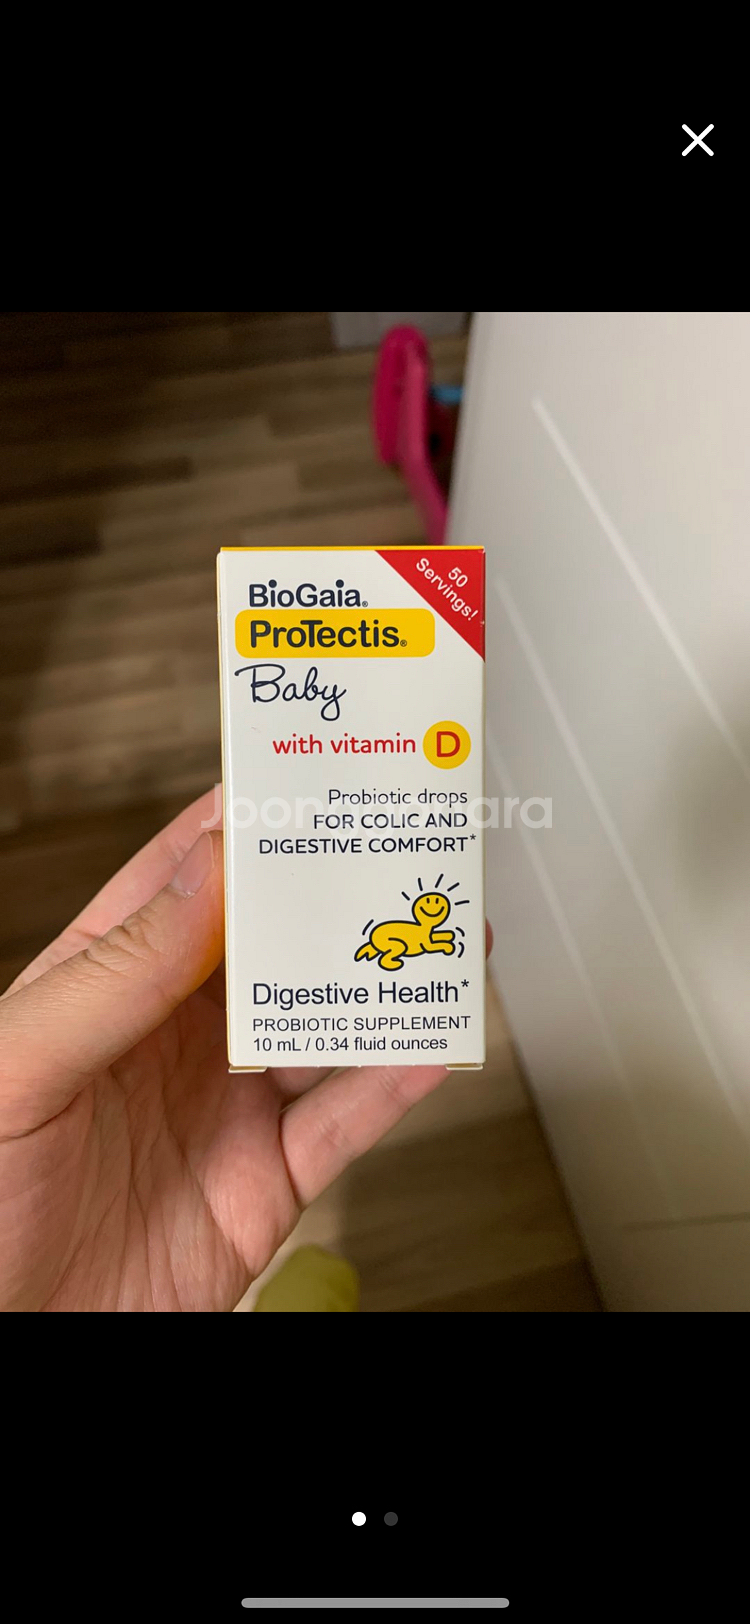 50
Servings!
BioGaia®
ProTectis®
Baby
with vitamin D
Joonggonara
Probiotic drops
FOR COLIC AND
DIGESTIVE COMFORT*
Digestive Health*
PROBIOTIC SUPPLEMENT
10 mL / 0.34 fluid ounces